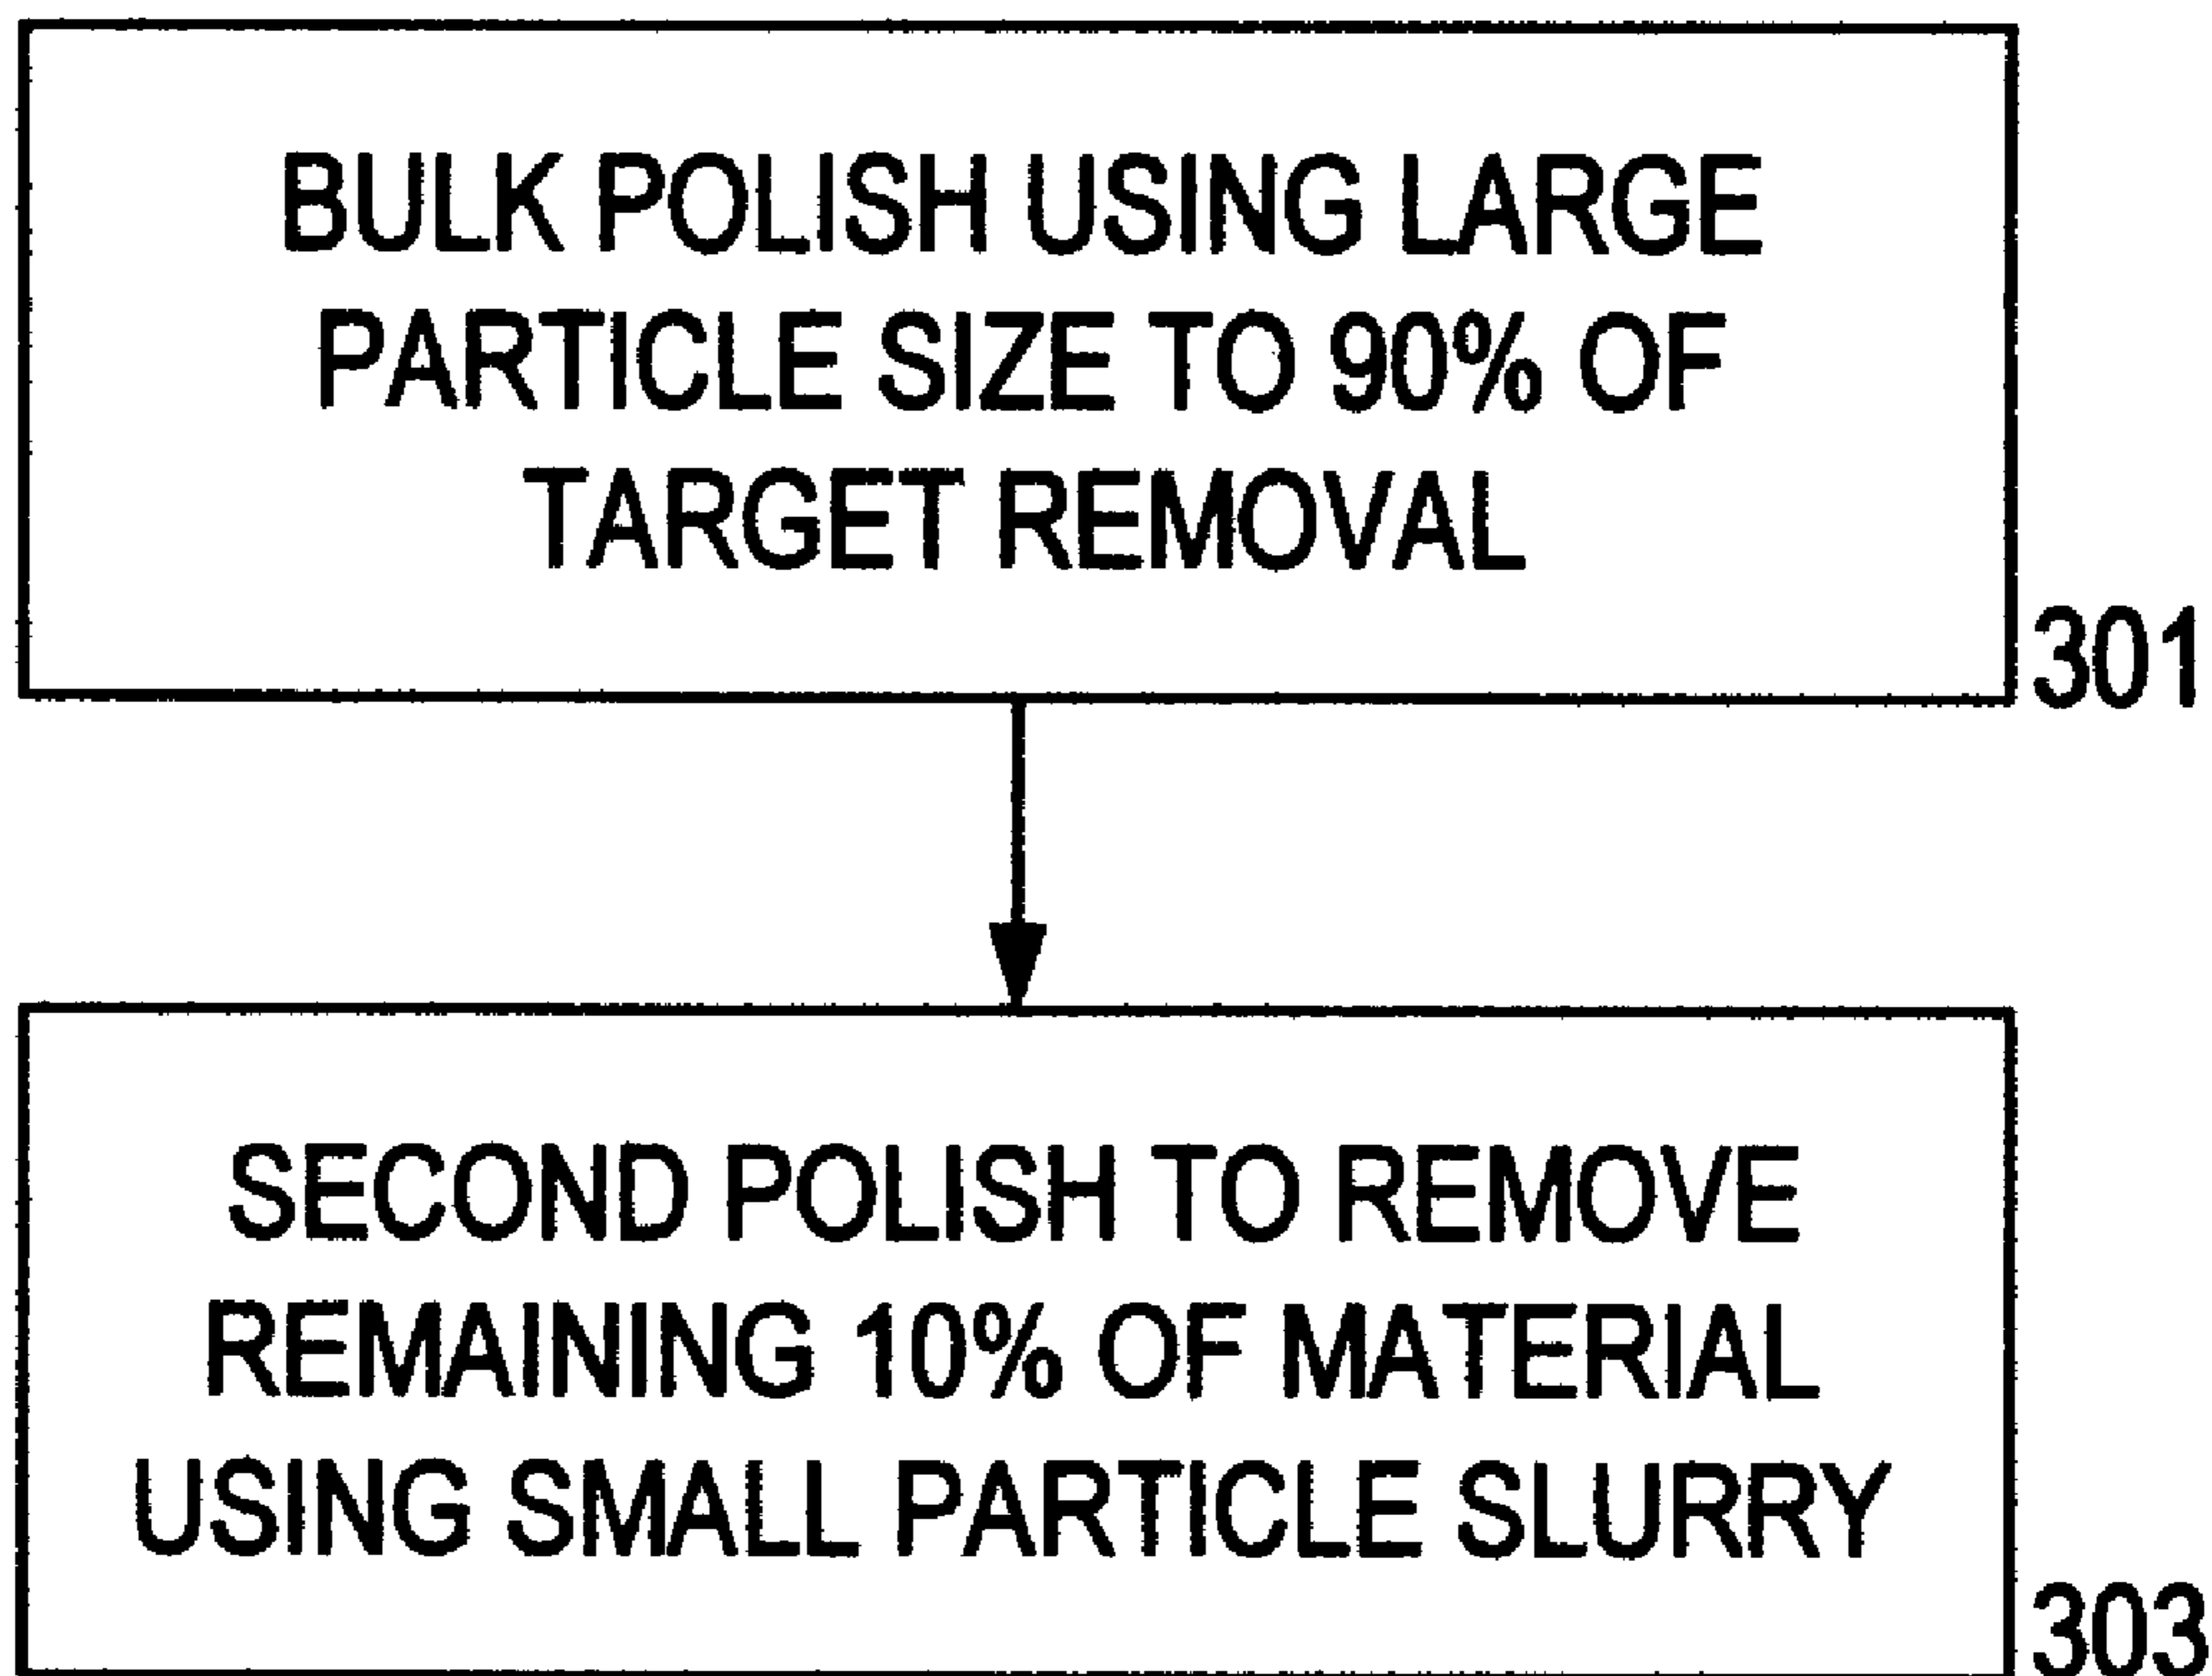 BULK POLISH USING LARGE
PARTICLE SIZE TO 90% OF
TARGET REMOVAL
301
SECOND POLISH TO REMOVE
REMAINING 10% OF MATERIAL
USING SMALL PARTICLE SLURRY
303